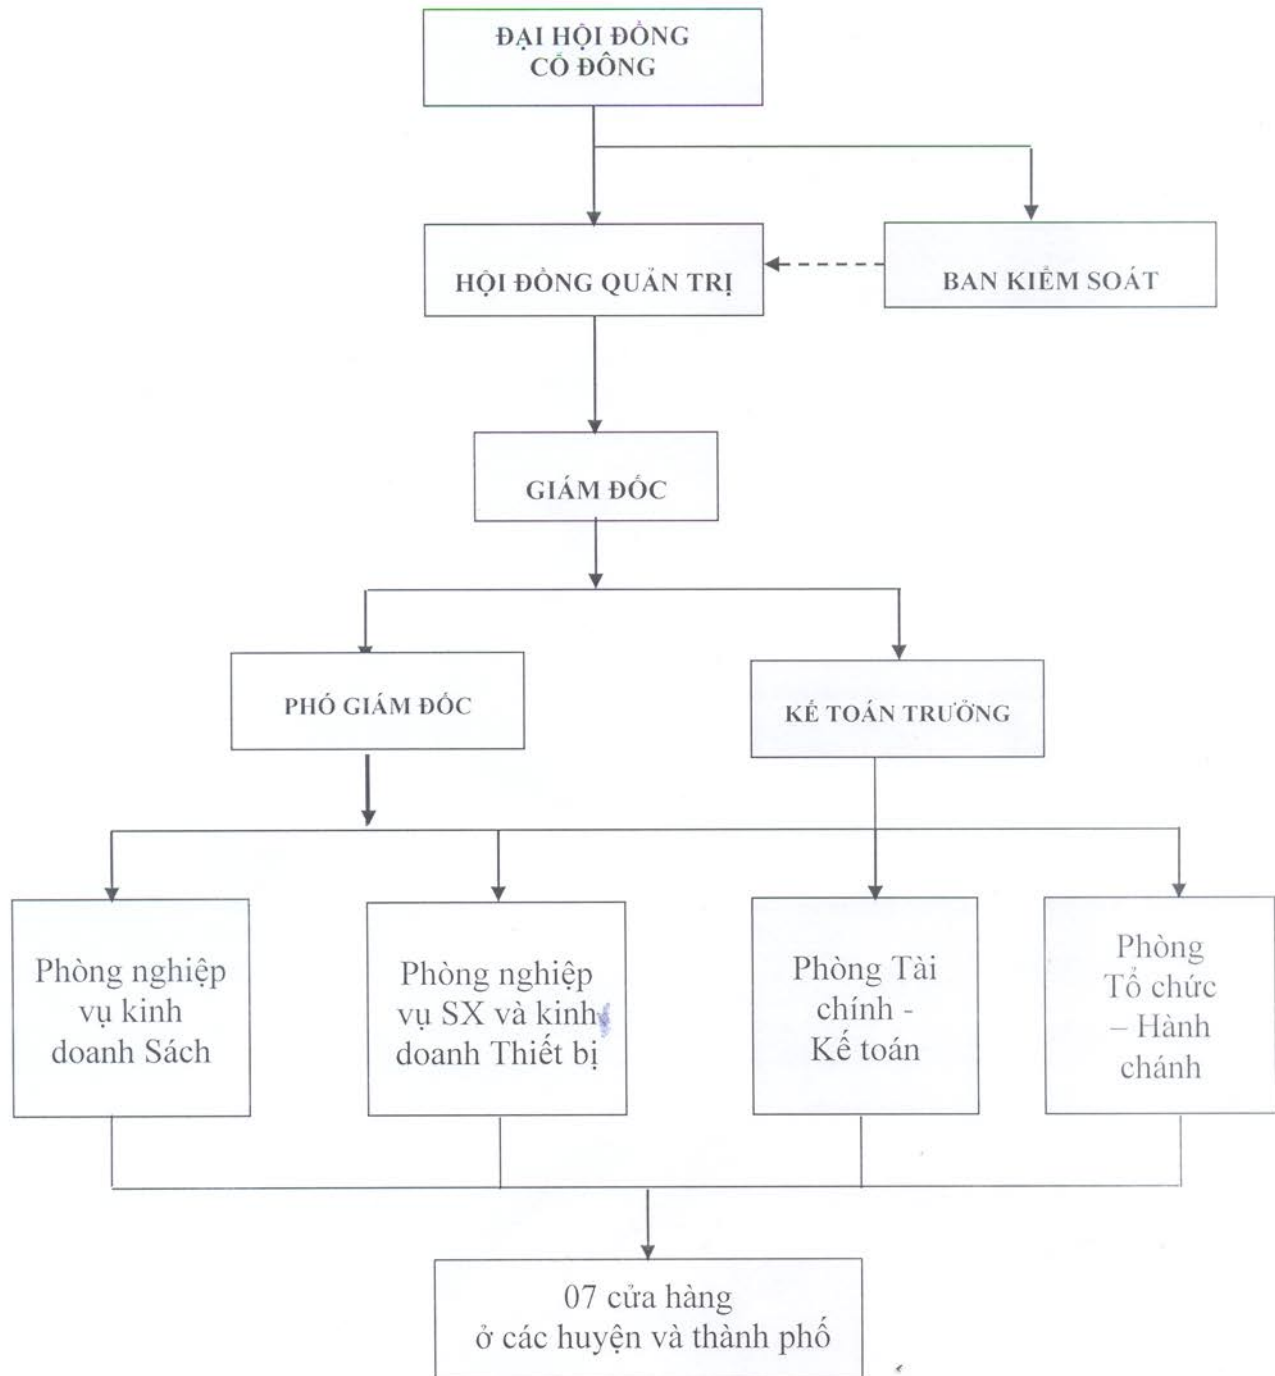 ĐẠI HỘI ĐỒNG
CỔ ĐÔNG
HỘI ĐỒNG QUẢN TRỊ
BAN KIỂM SOÁT
GIÁM ĐỐC
PHÓ GIÁM ĐỐC
KẾ TOÁN TRƯỞNG
Phòng nghiệp
vụ kinh
doanh Sách
Phòng nghiệp
vụ SX và kinh
doanh Thiết bị
Phòng Tài
chính -
Kế toán
Phòng
Tổ chức
– Hành
chánh
07 cửa hàng
ở các huyện và thành phố